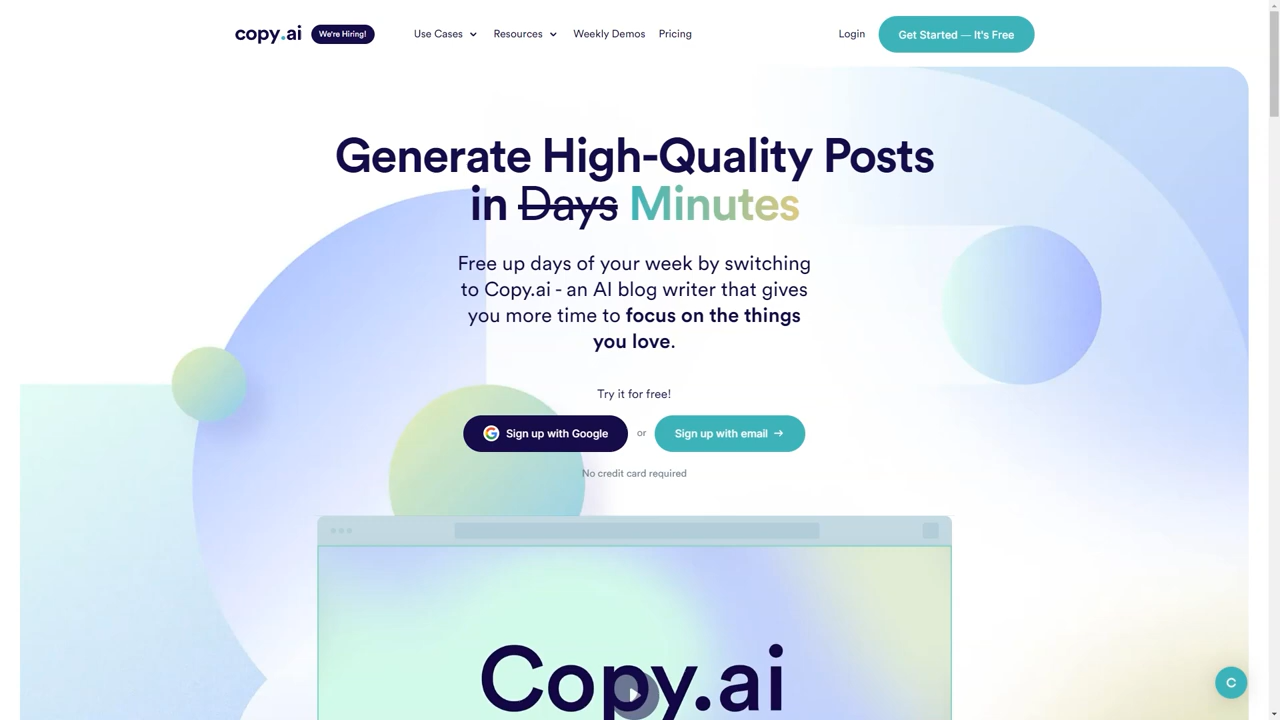 copy.ai We're Hiring! Use Cases Resources Weekly Demos Pricing Login Get Started — It's Free
Generate High-Quality Posts
in Days Minutes
Free up days of your week by switching
to Copy.ai - an AI blog writer that gives
you more time to focus on the things
you love.
Try it for free!
Sign up with Google or Sign up with email →
No credit card required
Copy.ai
C